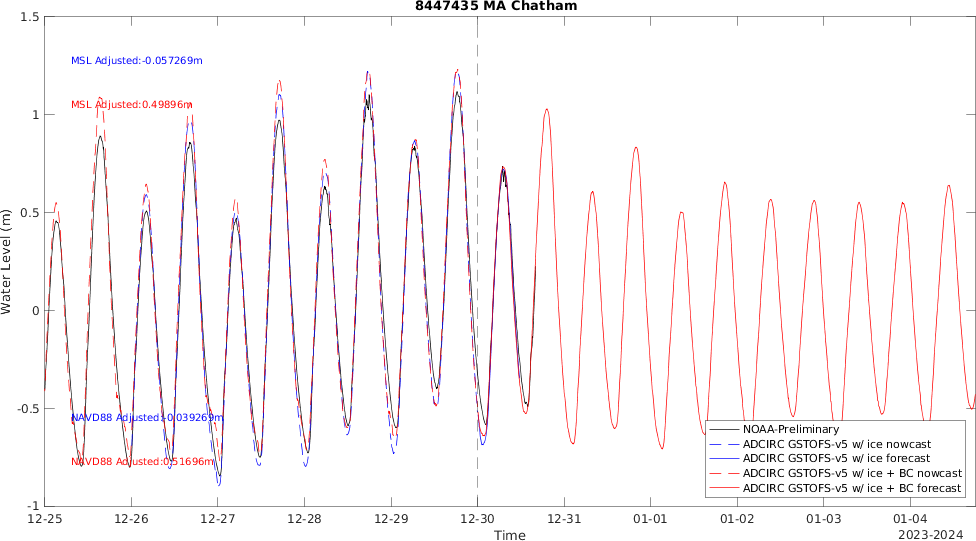 8447435 MA Chatham
1.5
MSL Adjusted:-0.057269m
1
MSL Adjusted:0.49896m
0.5
Water Level (m)
0
-0.5
NAVD88 Adjusted:-0.039269m
NAVD88 Adjusted:0.51696m
-1
NOAA-Preliminary
ADCIRC GSTOFS-v5 w/ ice nowcast
ADCIRC GSTOFS-v5 w/ ice forecast
ADCIRC GSTOFS-v5 w/ ice + BC nowcast
ADCIRC GSTOFS-v5 w/ ice + BC forecast
12-25 12-26 12-27 12-28 12-29 12-30 12-31 01-01 01-02 01-03 01-04
Time
2023-2024